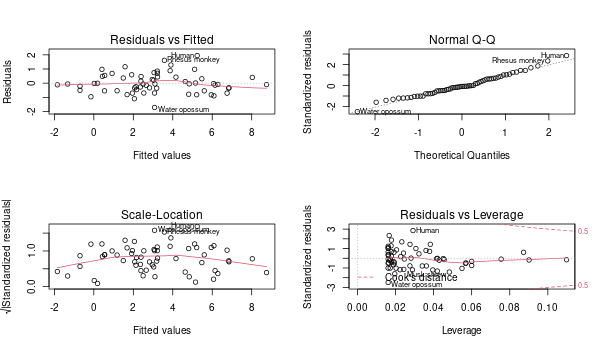 Residuals vs Fitted
Residuals
-2
0
1
2
Human
Rhesus monkey
Water opossum
-2 0 2 4 6 8
Fitted values
Normal Q-Q
Standardized residuals
-2
0
1
2
Human
Rhesus monkey
Water opossum
-2 -1 0 1 2
Theoretical Quantiles
Scale-Location
√|Standardized residuals|
0.0
1.0
Human
Rhesus monkey
-2 0 2 4 6 8
Fitted values
Residuals vs Leverage
Standardized residuals
-3
-1
1
3
Human
Cook's distance
Water opossum
0.5
0.5
0.00 0.02 0.04 0.06 0.08 0.10
Leverage